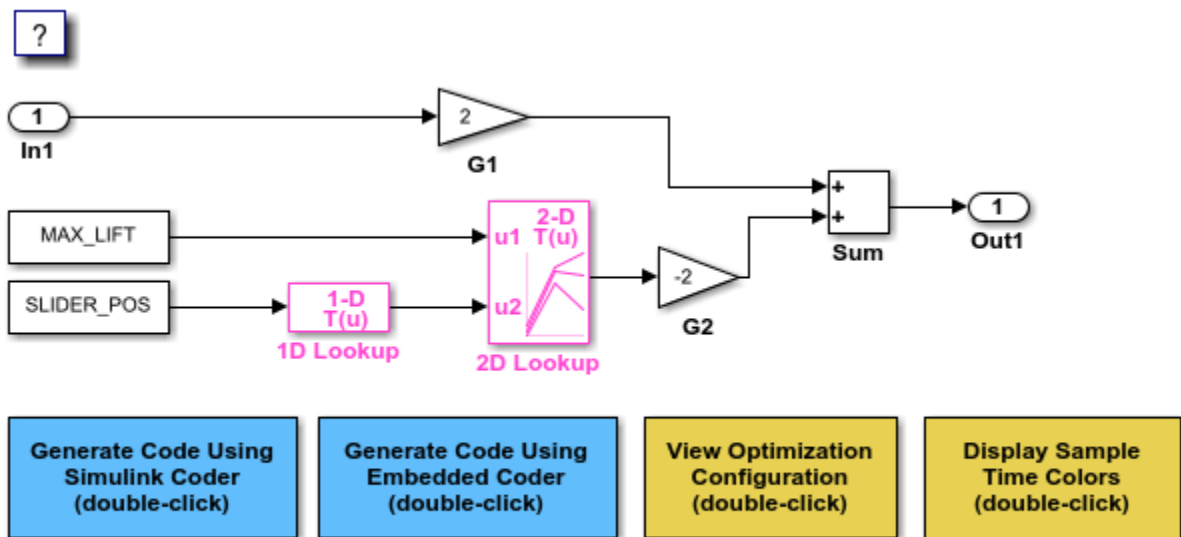 ?
1
In1
2
G1
MAX_LIFT
SLIDER_POS
1-D
T(u)
1D Lookup
2-D
T(u)
u1
u2
2D Lookup
-2
G2
+
+
Sum
1
Out1
Generate Code Using
Simulink Coder
(double-click)
Generate Code Using
Embedded Coder
(double-click)
View Optimization
Configuration
(double-click)
Display Sample
Time Colors
(double-click)